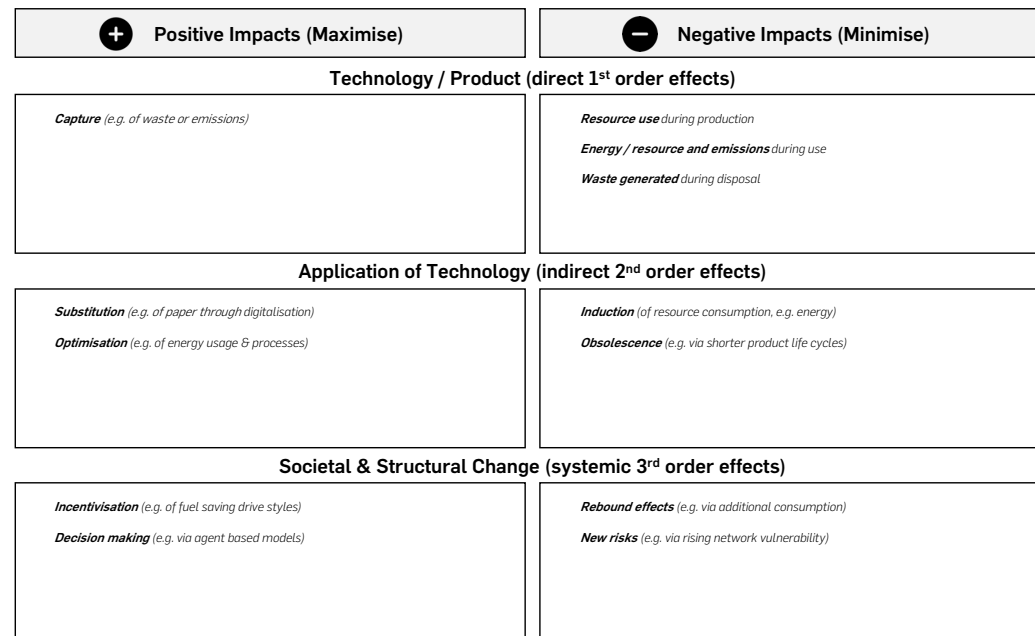 Positive Impacts (Maximise)
Negative Impacts (Minimise)
Technology / Product (direct 1st order effects)
Capture (e.g. of waste or emissions)
Resource use during production
Energy / resource and emissions during use
Waste generated during disposal
Application of Technology (indirect 2nd order effects)
Substitution (e.g. of paper through digitalisation)
Optimisation (e.g. of energy usage & processes)
Induction (of resource consumption, e.g. energy)
Obsolescence (e.g. via shorter product life cycles)
Societal & Structural Change (systemic 3rd order effects)
Incentivisation (e.g. of fuel saving drive styles)
Decision making (e.g. via agent based models)
Rebound effects (e.g. via additional consumption)
New risks (e.g. via rising network vulnerability)